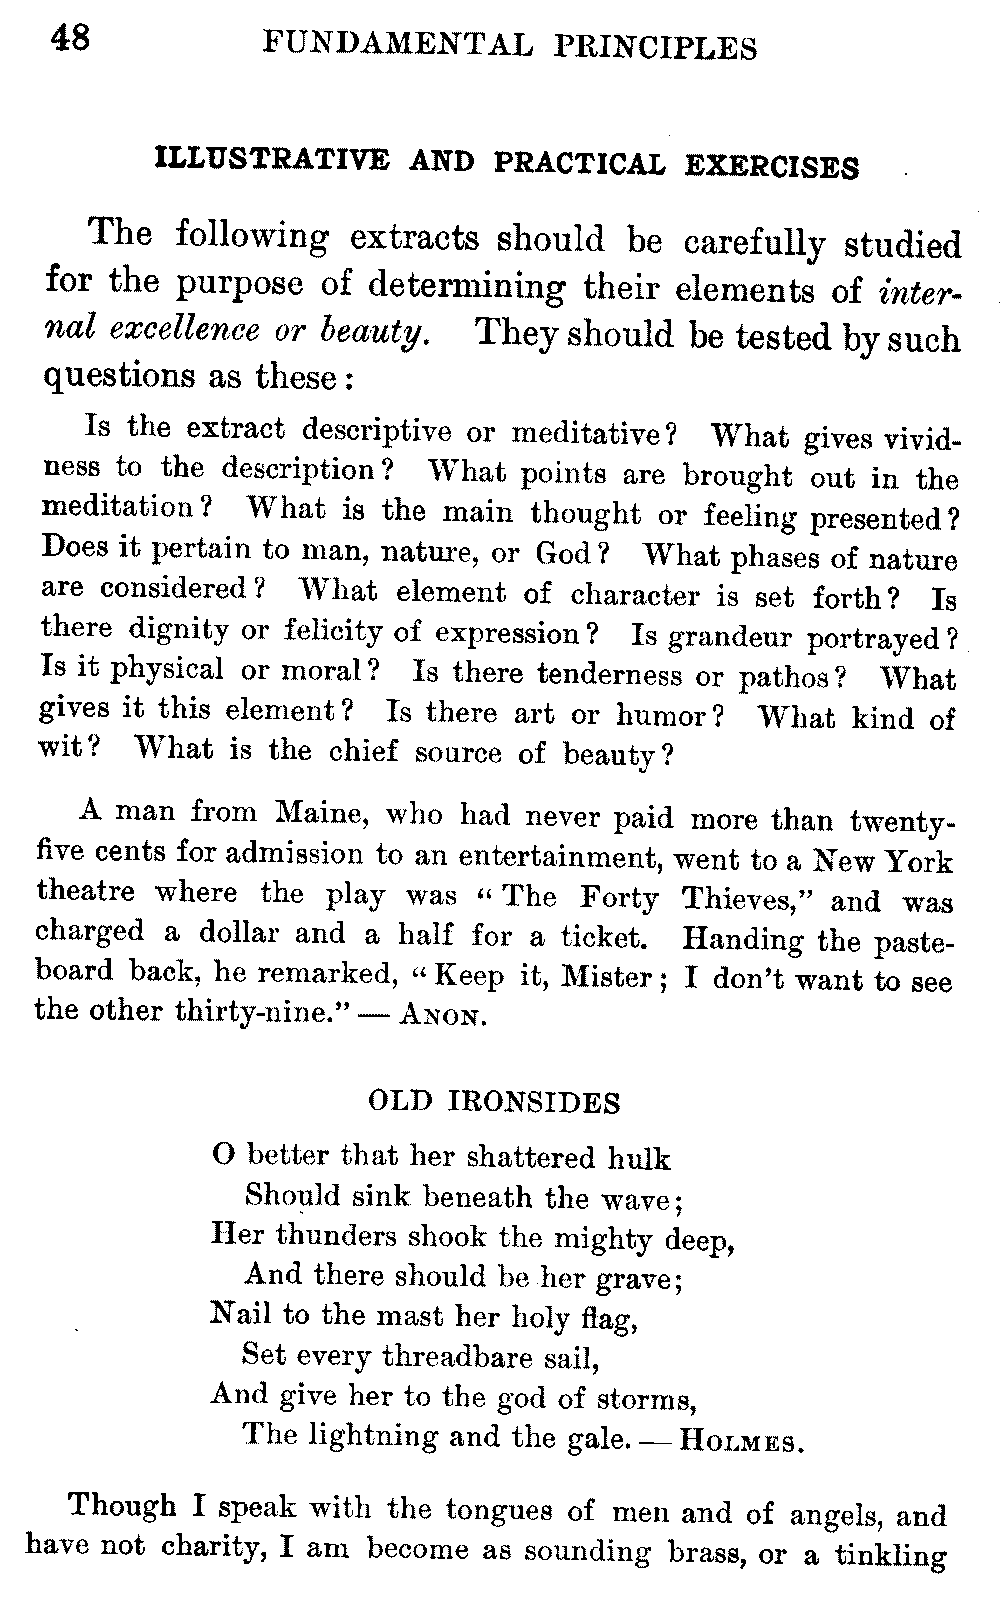 48 FUNDAMENTAL PRINCIPLES
ILLUSTRATIVE AND PRACTICAL EXERCISES
The following extracts should be carefully studied
for the purpose of determining their elements of inter-
nal excellence or beauty. They should be tested by such
questions as these:
Is the extract descriptive or meditative? What gives vivid-
ness to the description? What points are brought out in the
meditation? What is the main thought or feeling presented?
Does it pertain to man, nature, or God? What phases of nature
are considered? What element of character is set forth? Is
there dignity or felicity of expression? Is grandeur portrayed?
Is it physical or moral? Is there tenderness or pathos? What
gives it this element? Is there art or humor? What kind of
wit? What is the chief source of beauty?
A man from Maine, who had never paid more than twenty-
five cents for admission to an entertainment, went to a New York
theatre where the play was “The Forty Thieves,” and was
charged a dollar and a half for a ticket. Handing the paste-
board back, he remarked, “Keep it, Mister; I don’t want to see
the other thirty-nine.” — ANON.
OLD IRONSIDES
O better that her shattered hulk
Should sink beneath the wave;
Her thunders shook the mighty deep,
And there should be her grave;
Nail to the mast her holy flag,
Set every threadbare sail,
And give her to the god of storms,
The lightning and the gale. — HOLMES.
Though I speak with the tongues of men and of angels, and
have not charity, I am become as sounding brass, or a tinkling